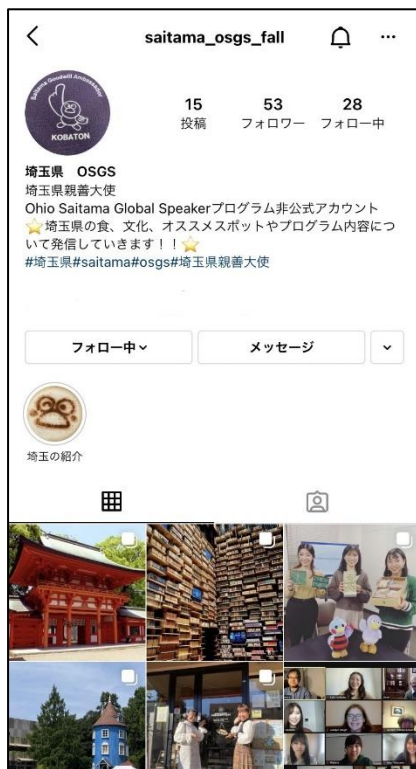 saitama_osgs_fall
Saitama Goodwill Ambassador
KOBATON
15 53 28
投稿 フォロワー フォロー中
埼玉県　OSGS
埼玉県親善大使
Ohio Saitama Global Speakerプログラム非公式アカウント
⭐埼玉県の食、文化、オススメスポットやプログラム内容につ
いて発信していきます！！⭐
#埼玉県#saitama#osgs#埼玉県親善大使
フォロー中 メッセージ
埼玉の紹介